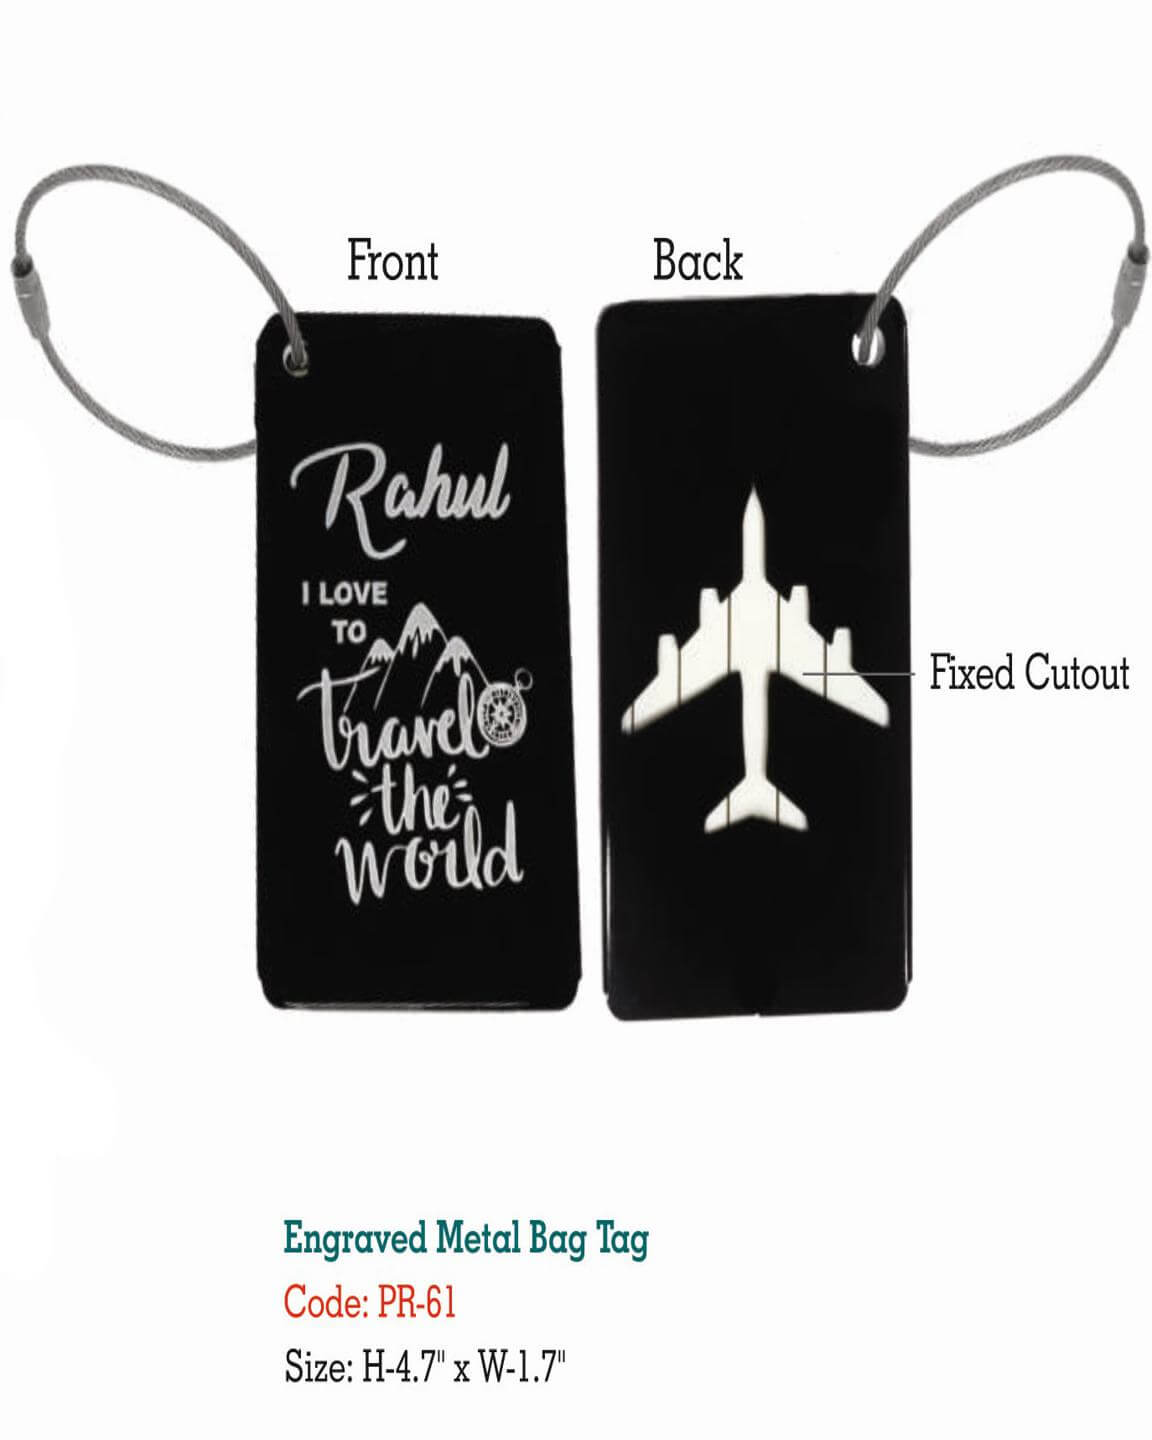 Front
Back
Rahul
I LOVE
TO
travel
the
world
Fixed Cutout
Engraved Metal Bag Tag
Code: PR-61
Size: H-4.7" x W-1.7"